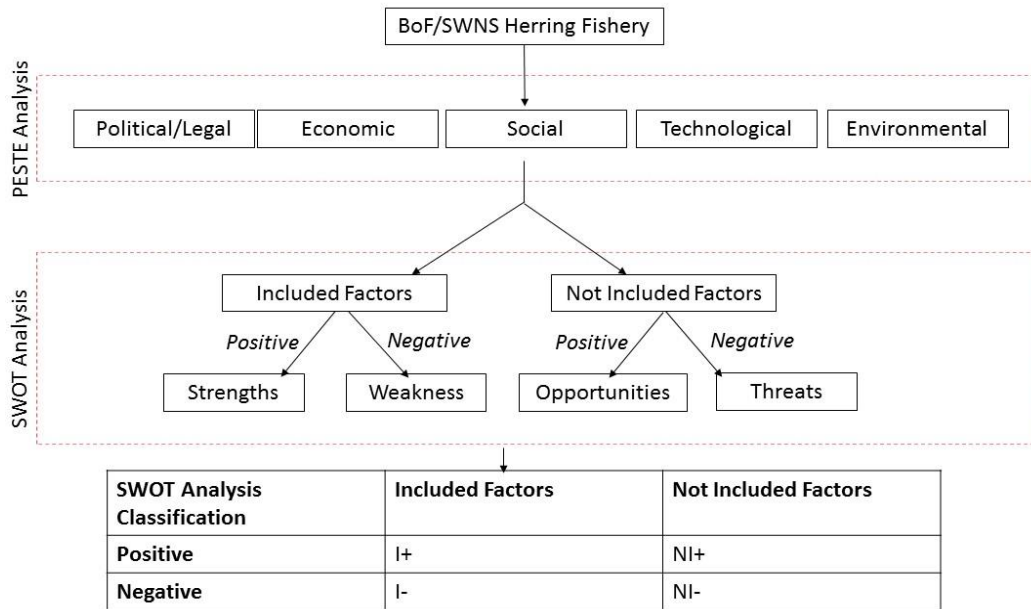 BoF/SWNS Herring Fishery
PESTE Analysis
Political/Legal
Economic
Social
Technological
Environmental
SWOT Analysis
Included Factors
Not Included Factors
Positive
Negative
Positive
Negative
Strengths
Weakness
Opportunities
Threats
SWOT Analysis
Classification
Included Factors
Not Included Factors
Positive
I+
NI+
Negative
I-
NI-